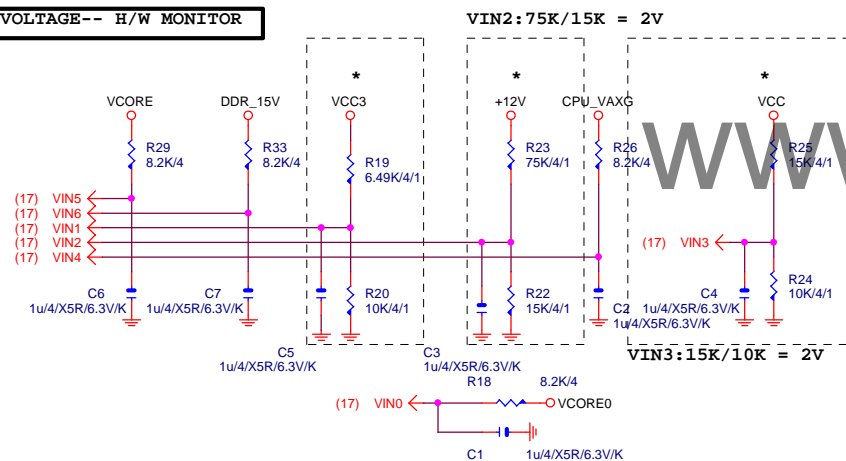 VOLTAGE-- H/W MONITOR
VIN2:75K/15K = 2V
* * *
VCORE DDR_15V VCC3 +12V CPU_VAXG VCC
R29
8.2K/4
R33
8.2K/4
R19
6.49K/4/1
R23
75K/4/1
R26
8.2K/4
R25
15K/4/1
www
(17) VIN5
(17) VIN6
(17) VIN1
(17) VIN2
(17) VIN4
(17) VIN3
C6
1u/4/X5R/6.3V/K
C7
1u/4/X5R/6.3V/K
R20
10K/4/1
R22
15K/4/1
C2
1u/4/X5R/6.3V/K
C4
1u/4/X5R/6.3V/K
R24
10K/4/1
C5
1u/4/X5R/6.3V/K
C3
1u/4/X5R/6.3V/K
VIN3:15K/10K = 2V
R18 8.2K/4
(17) VIN0 VCORE0
C1 1u/4/X5R/6.3V/K